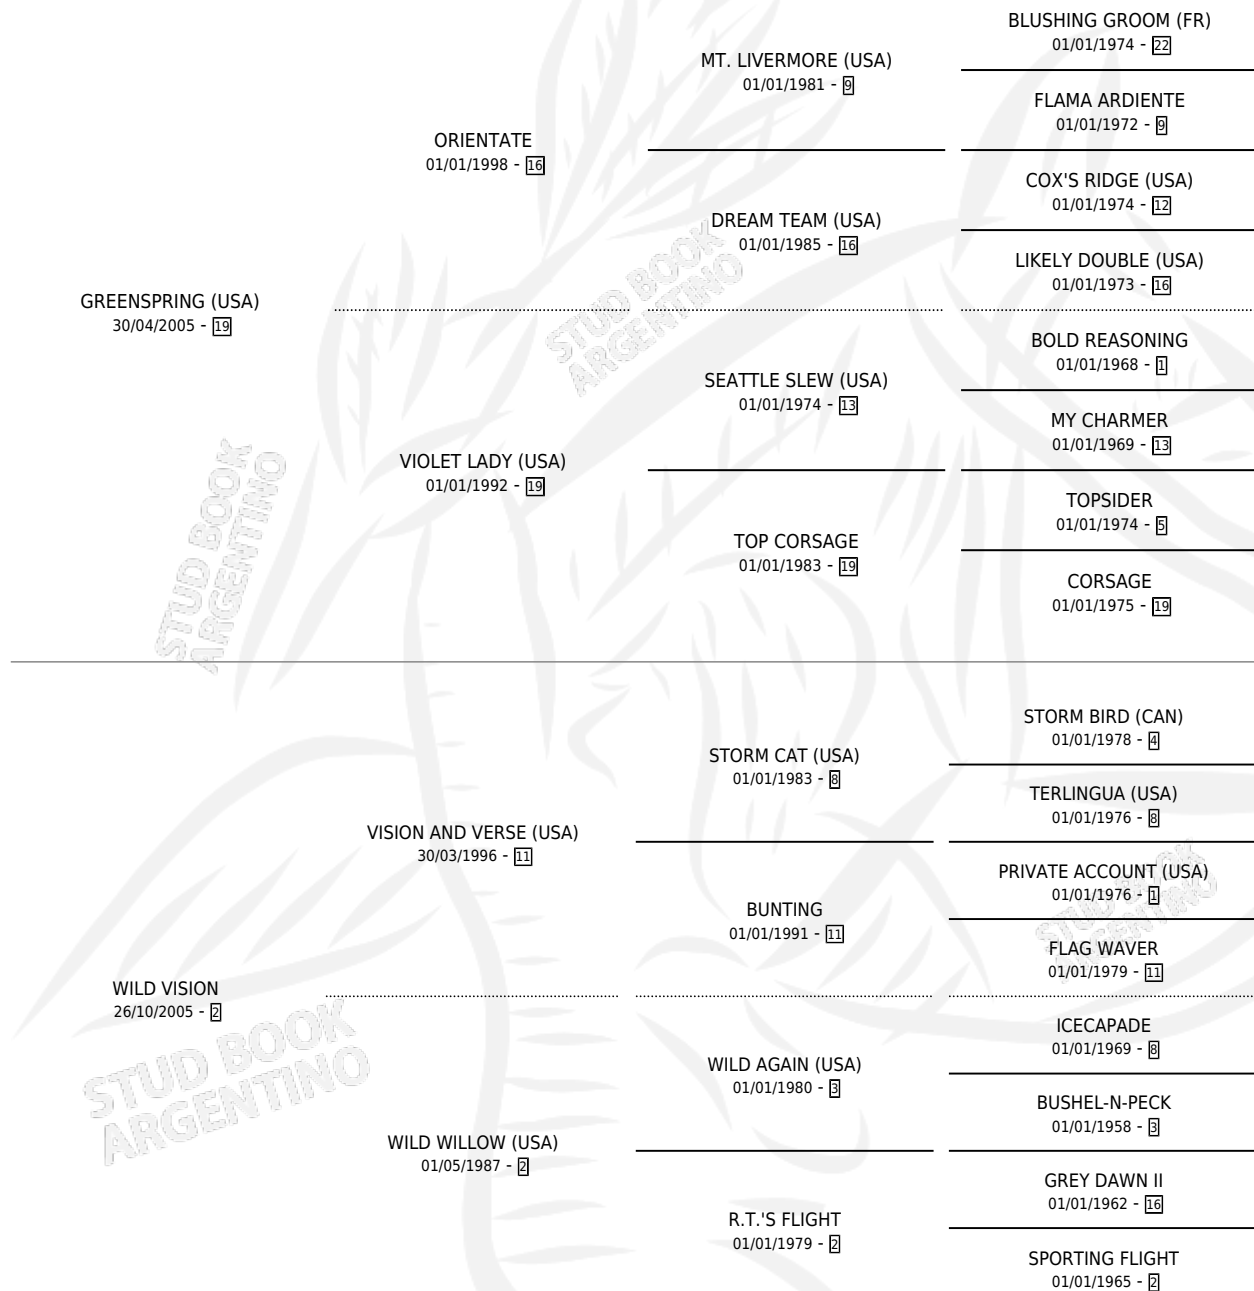 BLUSHING GROOM (FR)
01/01/1974 - 22
MT. LIVERMORE (USA)
01/01/1981 - 9
FLAMA ARDIENTE
01/01/1972 - 9
ORIENTATE
01/01/1998 - 16
COX'S RIDGE (USA)
01/01/1974 - 12
DREAM TEAM (USA)
01/01/1985 - 16
LIKELY DOUBLE (USA)
01/01/1973 - 16
GREENSPRING (USA)
30/04/2005 - 19
BOLD REASONING
01/01/1968 - 1
SEATTLE SLEW (USA)
01/01/1974 - 13
MY CHARMER
01/01/1969 - 13
VIOLET LADY (USA)
01/01/1992 - 19
TOPSIDER
01/01/1974 - 5
TOP CORSAGE
01/01/1983 - 19
CORSAGE
01/01/1975 - 19
STUD BOOK
ARGENTINO
STUD BOOK
ARGENTINO
STORM BIRD (CAN)
01/01/1978 - 4
STORM CAT (USA)
01/01/1983 - 8
TERLINGUA (USA)
01/01/1976 - 8
VISION AND VERSE (USA)
30/03/1996 - 11
PRIVATE ACCOUNT (USA)
01/01/1976 - 1
BUNTING
01/01/1991 - 11
FLAG WAVER
01/01/1979 - 11
STUD BOOK
ARGENTINO
WILD VISION
26/10/2005 - 2
ICECAPADE
01/01/1969 - 8
WILD AGAIN (USA)
01/01/1980 - 3
BUSHEL-N-PECK
01/01/1958 - 3
STUD BOOK
ARGENTINO
WILD WILLOW (USA)
01/05/1987 - 2
GREY DAWN II
01/01/1962 - 16
R.T.'S FLIGHT
01/01/1979 - 2
SPORTING FLIGHT
01/01/1965 - 2